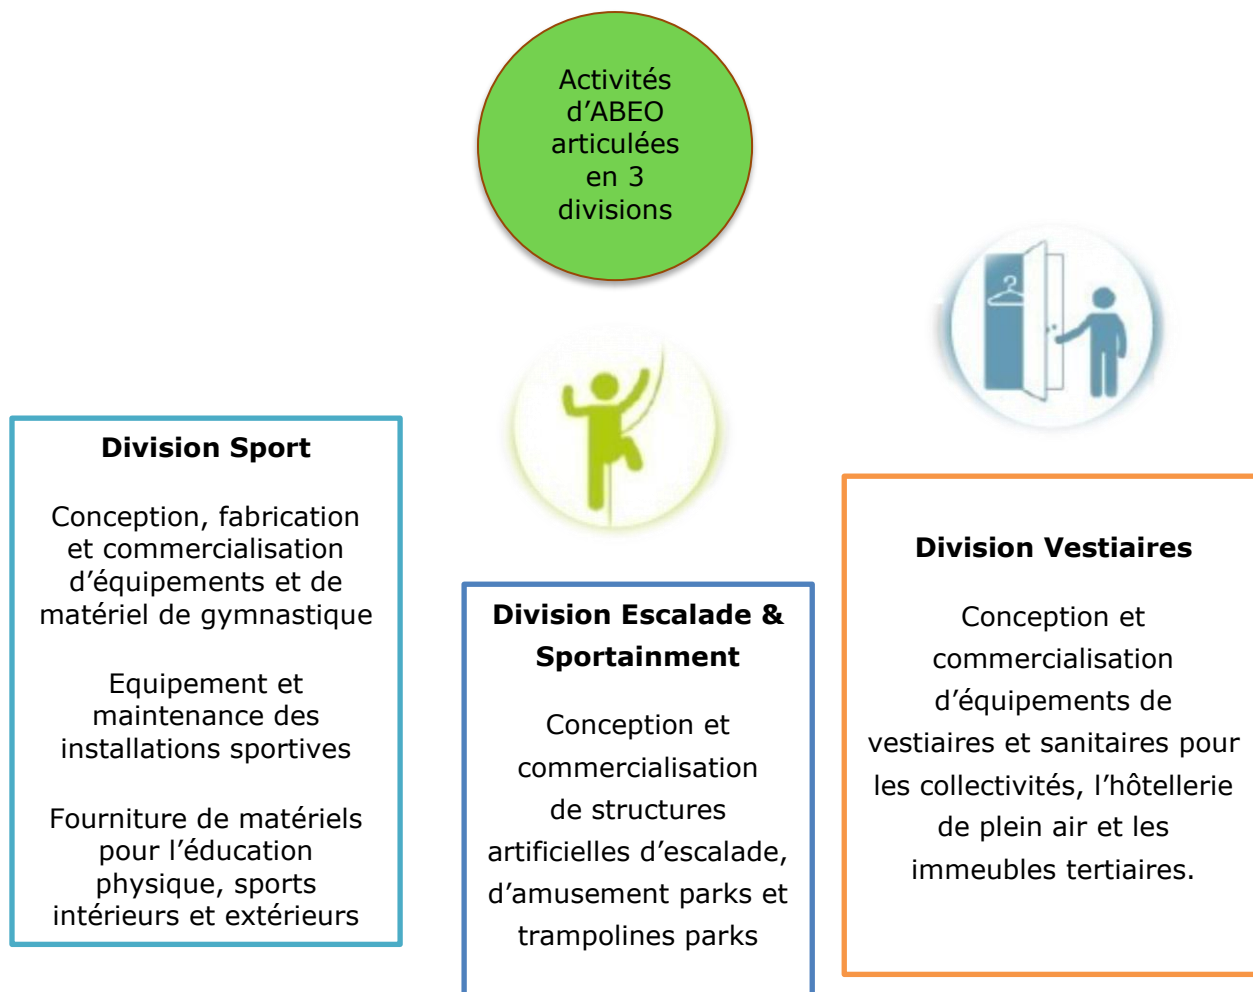 Activités
d’ABEO
articulées
en 3
divisions
Division Sport
Conception, fabrication
et commercialisation
d’équipements et de
matériel de gymnastique
Equipement et
maintenance des
installations sportives
Fourniture de matériels
pour l’éducation
physique, sports
intérieurs et extérieurs
Division Escalade &
Sportainment
Conception et
commercialisation
de structures
artificielles d’escalade,
d’amusement parks et
trampolines parks
Division Vestiaires
Conception et
commercialisation
d’équipements de
vestiaires et sanitaires pour
les collectivités, l’hôtellerie
de plein air et les
immeubles tertiaires.